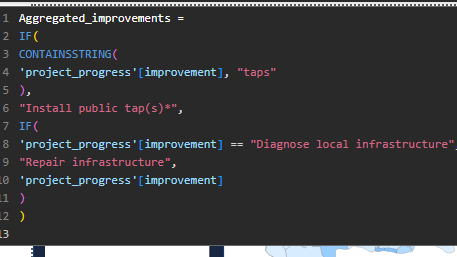 1 Aggregated_improvements =
2 IF(
3 CONTAINSSTRING(
4 'project_progress'[improvement], "taps"
5 ),
6 "Install public tap(s)*",
7 IF(
8 'project_progress'[improvement] == "Diagnose local infrastructure",
9 "Repair infrastructure",
10 'project_progress'[improvement]
11 )
12 )
13